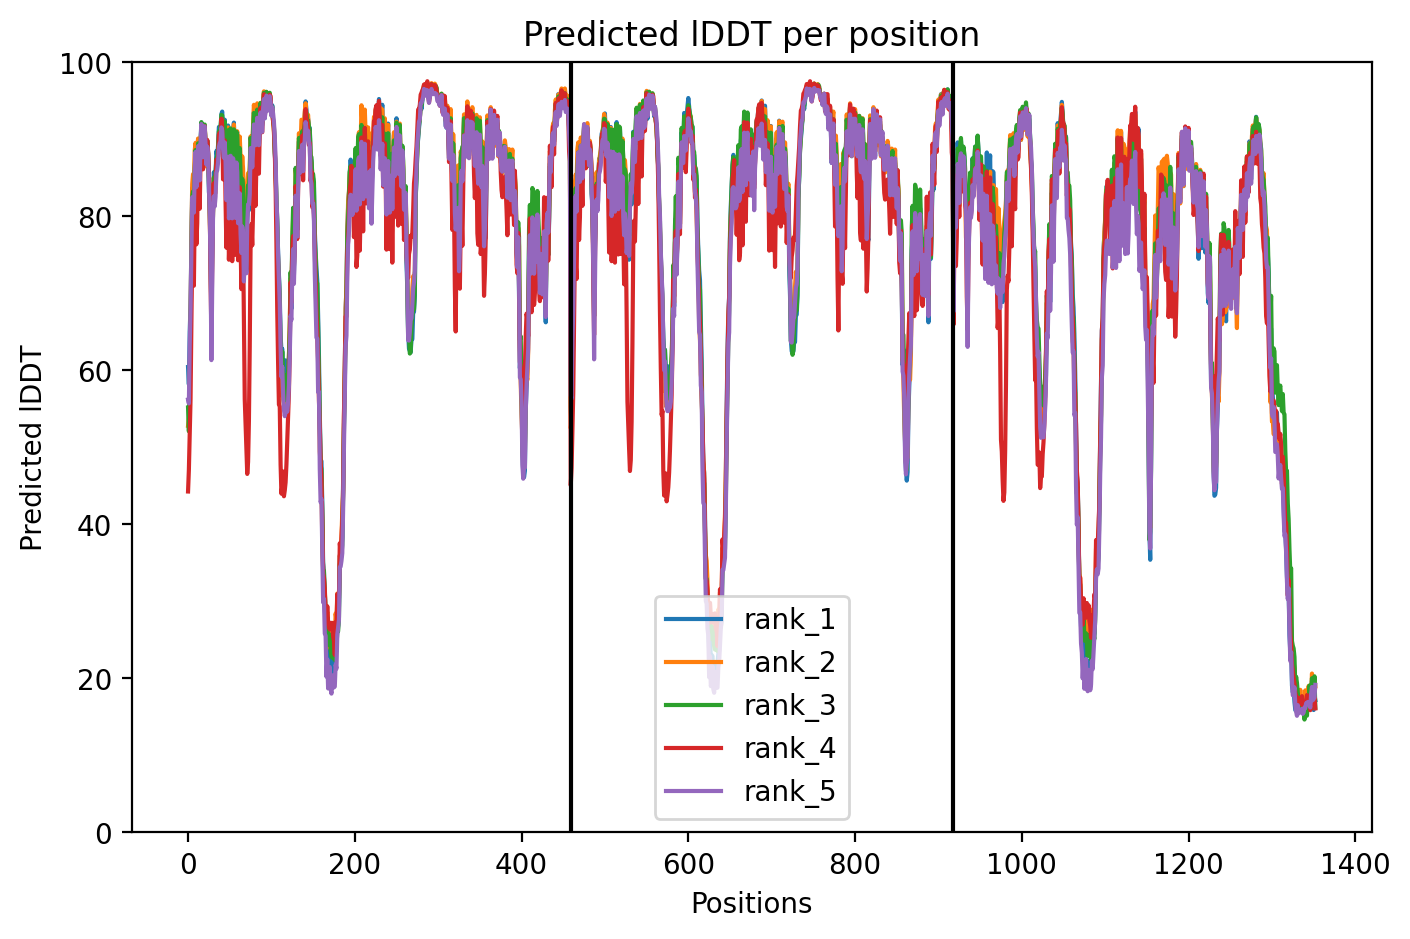 Predicted lDDT per position
100
80
60
40
20
0
Predicted lDDT
rank_1
rank_2
rank_3
rank_4
rank_5
0 200 400 600 800 1000 1200 1400
Positions